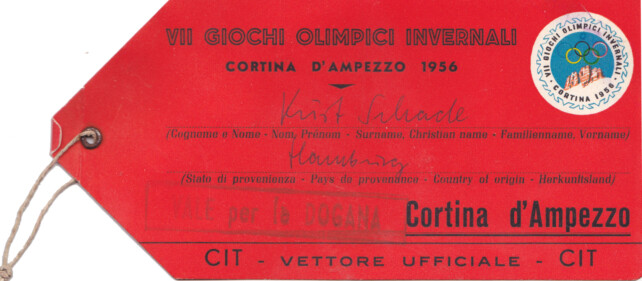 VII GIOCHI OLIMPICI INVERNALI
CORTINA D'AMPEZZO 1956
VII GIOCHI OLIMPICI INVERNALI
CORTINA 1956
Kurt Schade
(Cognome e Nome - Nom, Prénom - Surname, Christian name - Familienname, Vorname)
Hamburg
(Stato di provenienza - Pays de provenance - Country of origin - Herkunftsland)
VALE per la DOGANA
Cortina d'Ampezzo
CIT - VETTORE UFFICIALE - CIT